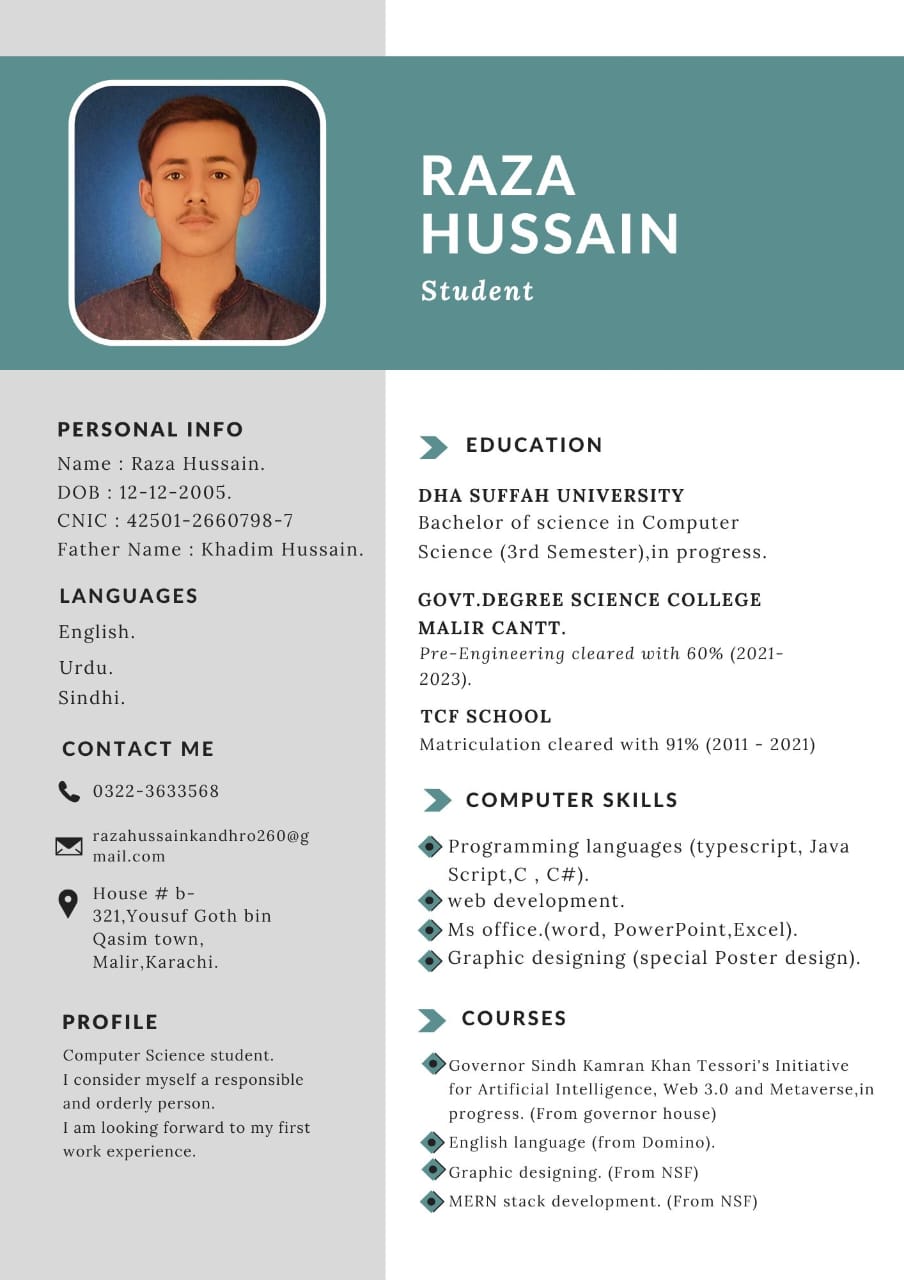 RAZA
HUSSAIN
Student
PERSONAL INFO
Name : Raza Hussain.
DOB : 12-12-2005.
CNIC : 42501-2660798-7
Father Name : Khadim Hussain.
LANGUAGES
English.
Urdu.
Sindhi.
CONTACT ME
0322-3633568
razahussainkandhro260@g
mail.com
House # b-
321,Yousuf Goth bin
Qasim town,
Malir,Karachi.
PROFILE
Computer Science student.
I consider myself a responsible
and orderly person.
I am looking forward to my first
work experience.
EDUCATION
DHA SUFFAH UNIVERSITY
Bachelor of science in Computer
Science (3rd Semester),in progress.
GOVT.DEGREE SCIENCE COLLEGE
MALIR CANTT.
Pre-Engineering cleared with 60% (2021-
2023).
TCF SCHOOL
Matriculation cleared with 91% (2011 - 2021)
COMPUTER SKILLS
Programming languages (typescript, Java
Script,C , C#).
web development.
Ms office.(word, PowerPoint,Excel).
Graphic designing (special Poster design).
COURSES
Governor Sindh Kamran Khan Tessori's Initiative
for Artificial Intelligence, Web 3.0 and Metaverse,in
progress. (From governor house)
English language (from Domino).
Graphic designing. (From NSF)
MERN stack development. (From NSF)